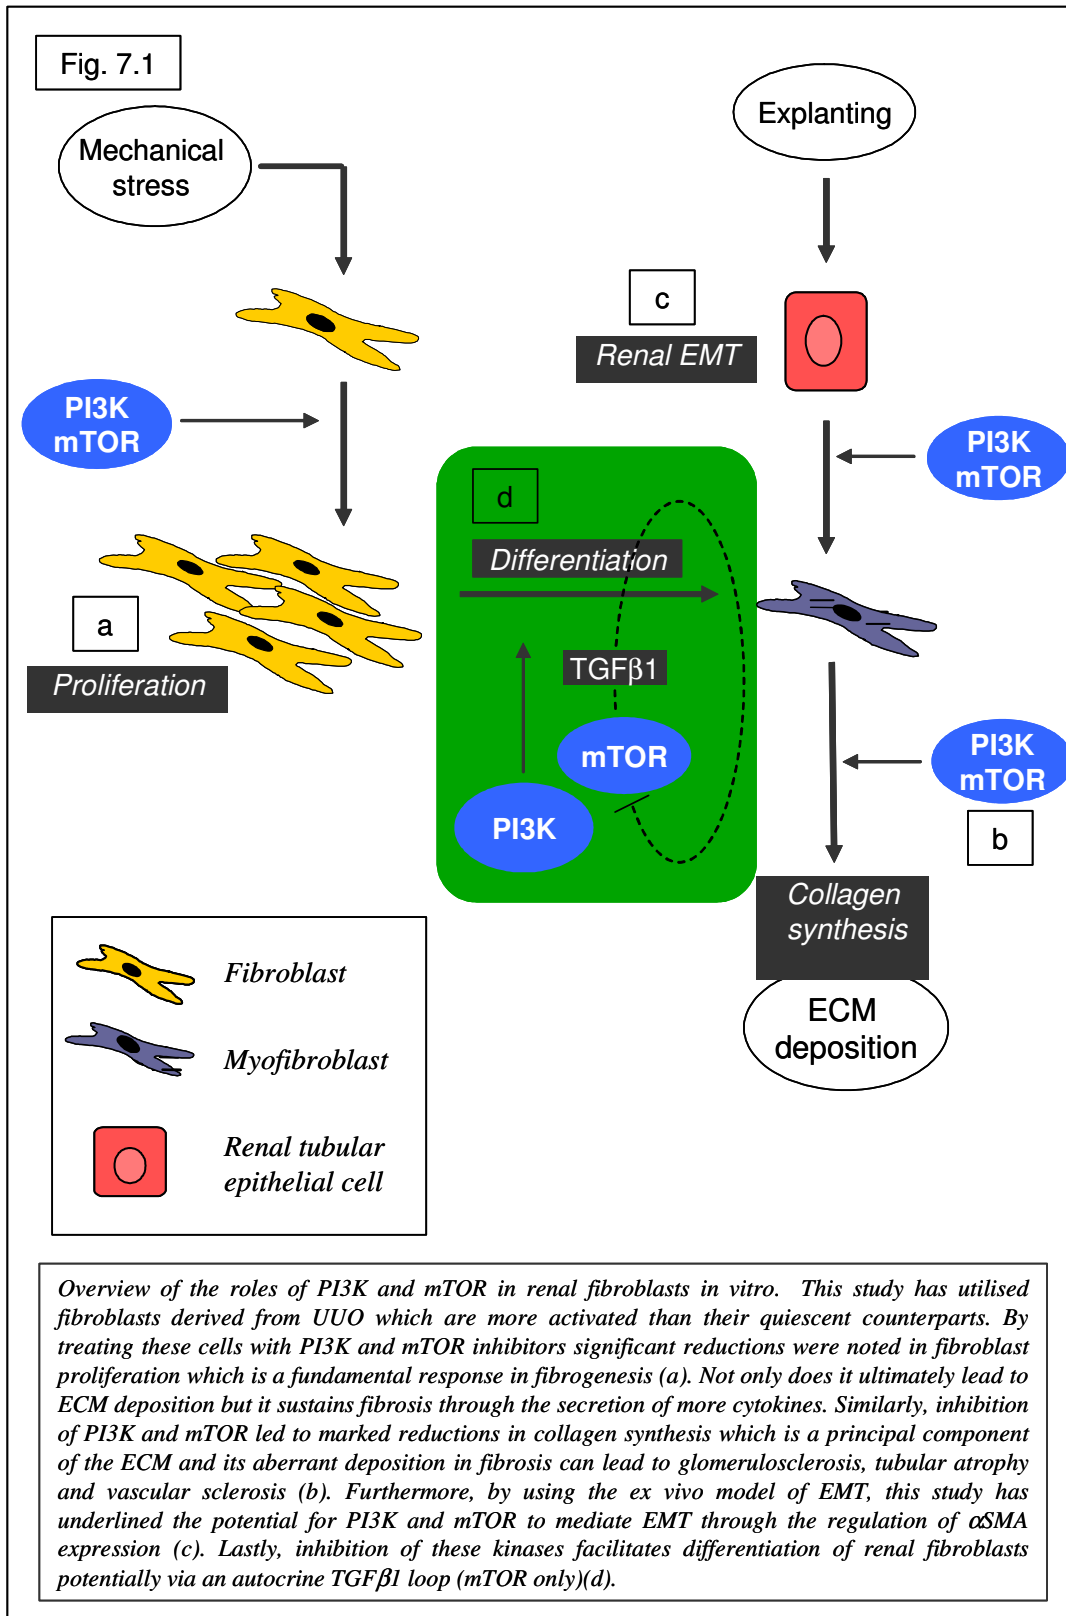 Fig. 7.1
Mechanical
stress
Explanting
c
Renal EMT
PI3K
mTOR
PI3K
mTOR
d
Differentiation
a
Proliferation
TGFβ1
mTOR
PI3K
PI3K
mTOR
b
Collagen
synthesis
ECM
deposition
Fibroblast
Myofibroblast
Renal tubular
epithelial cell
Overview of the roles of PI3K and mTOR in renal fibroblasts in vitro. This study has utilised
fibroblasts derived from UUO which are more activated than their quiescent counterparts. By
treating these cells with PI3K and mTOR inhibitors significant reductions were noted in fibroblast
proliferation which is a fundamental response in fibrogenesis (a). Not only does it ultimately lead to
ECM deposition but it sustains fibrosis through the secretion of more cytokines. Similarly, inhibition
of PI3K and mTOR led to marked reductions in collagen synthesis which is a principal component
of the ECM and its aberrant deposition in fibrosis can lead to glomerulosclerosis, tubular atrophy
and vascular sclerosis (b). Furthermore, by using the ex vivo model of EMT, this study has
underlined the potential for PI3K and mTOR to mediate EMT through the regulation of αSMA
expression (c). Lastly, inhibition of these kinases facilitates differentiation of renal fibroblasts
potentially via an autocrine TGFβ1 loop (mTOR only)(d).